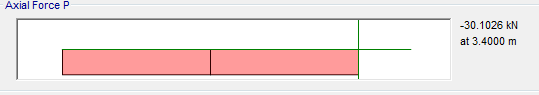 Axial Force P
-30.1026 kN
at 3.4000 m